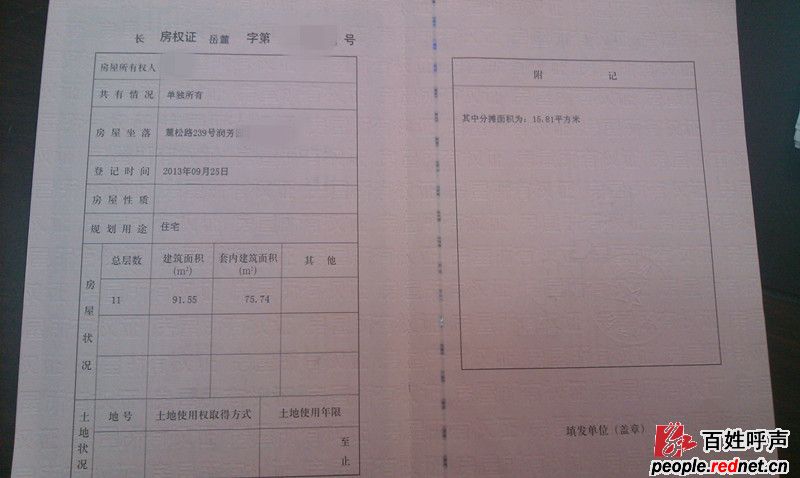 长 房权证 岳麓 字第 号
房屋所有权人
共有情况 单独所有
房屋坐落 麓松路239号润芳
登记时间 2013年09月25日
房屋性质
规划用途 住宅
房屋状况
总层数 建筑面积(m²) 套内建筑面积(m²) 其他
11 91.55 75.74
土地状况
地号 土地使用权取得方式 土地使用年限
至
止
附记
其中分摊面积为：15.81平方米
填发单位（盖章）
百姓呼声
people.rednet.cn